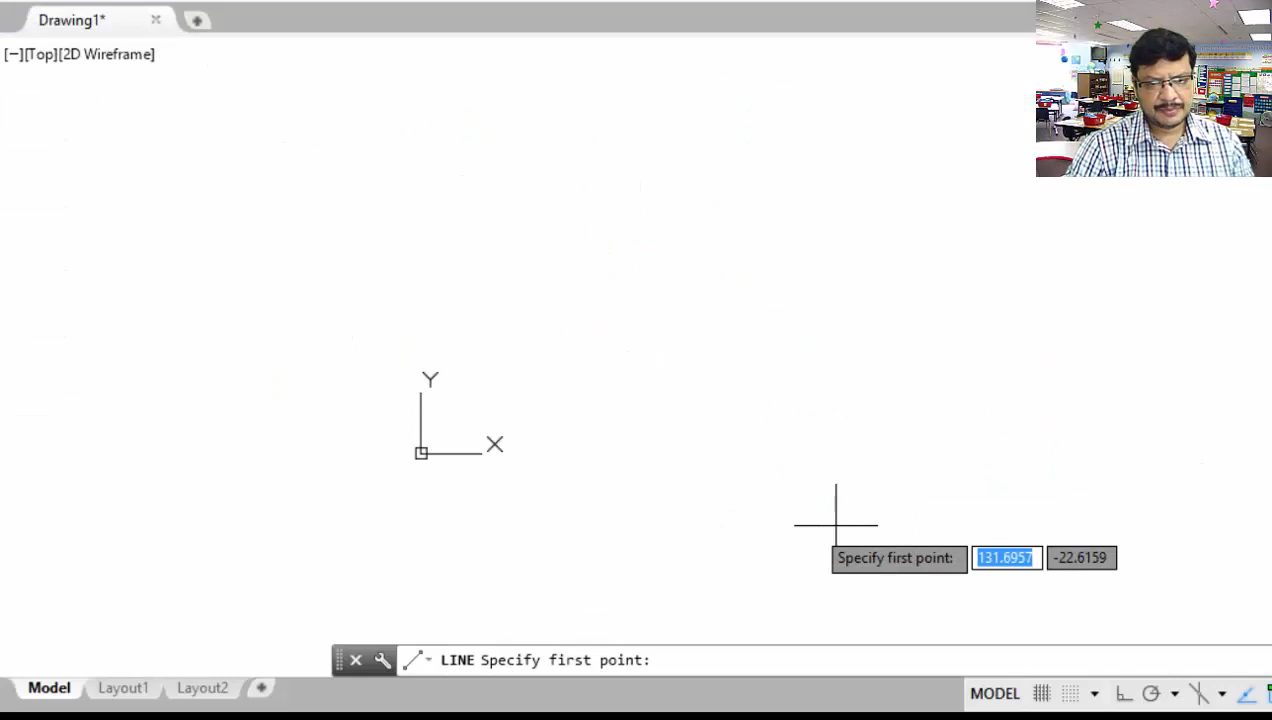 Drawing1*
[−][Top][2D Wireframe]
Y
X
Specify first point: 131.6957 -22.6159
LINE Specify first point:
Model Layout1 Layout2 MODEL